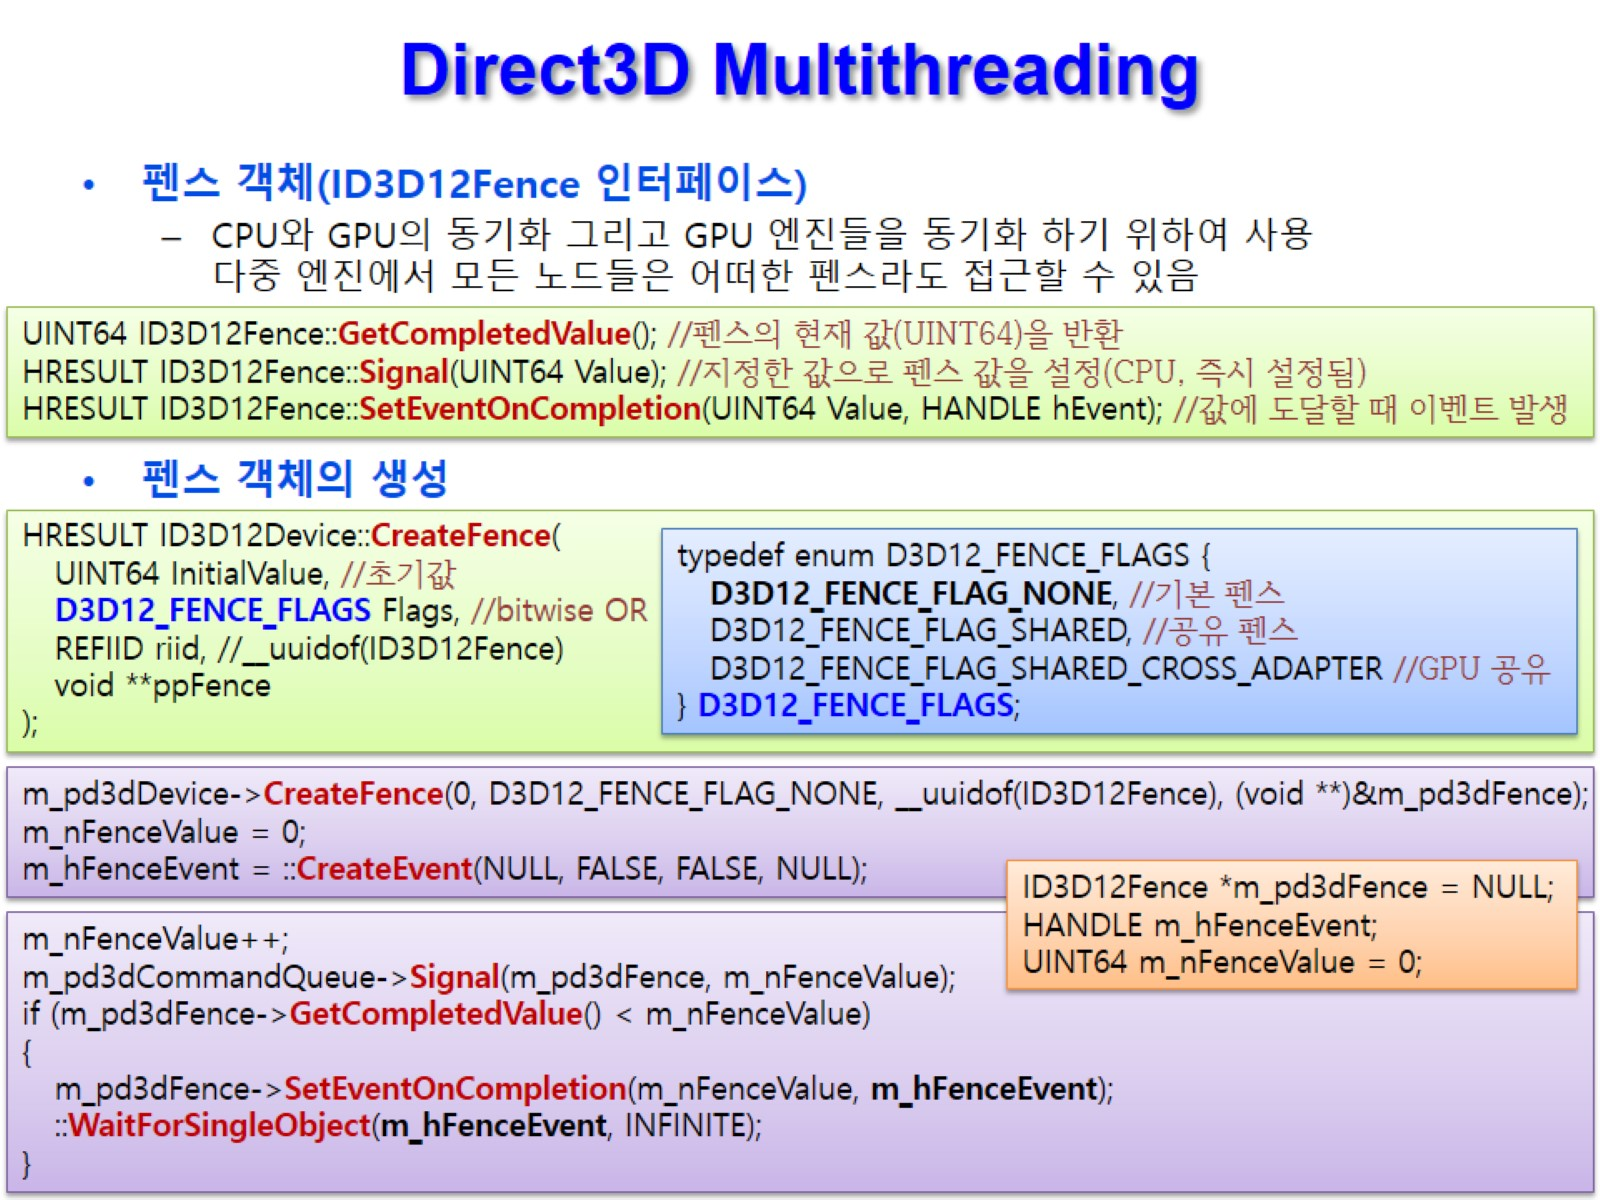 Direct3D Multithreading
• 펜스 객체(ID3D12Fence 인터페이스)
– CPU와 GPU의 동기화 그리고 GPU 엔진들을 동기화 하기 위하여 사용
다중 엔진에서 모든 노드들은 어떠한 펜스라도 접근할 수 있음
UINT64 ID3D12Fence::GetCompletedValue(); //펜스의 현재 값(UINT64)을 반환
HRESULT ID3D12Fence::Signal(UINT64 Value); //지정한 값으로 펜스 값을 설정(CPU, 즉시 설정됨)
HRESULT ID3D12Fence::SetEventOnCompletion(UINT64 Value, HANDLE hEvent); //값에 도달할 때 이벤트 발생
• 펜스 객체의 생성
HRESULT ID3D12Device::CreateFence(
UINT64 InitialValue, //초기값
D3D12_FENCE_FLAGS Flags, //bitwise OR
REFIID riid, //__uuidof(ID3D12Fence)
void **ppFence
);
typedef enum D3D12_FENCE_FLAGS {
D3D12_FENCE_FLAG_NONE, //기본 펜스
D3D12_FENCE_FLAG_SHARED, //공유 펜스
D3D12_FENCE_FLAG_SHARED_CROSS_ADAPTER //GPU 공유
} D3D12_FENCE_FLAGS;
m_pd3dDevice->CreateFence(0, D3D12_FENCE_FLAG_NONE, __uuidof(ID3D12Fence), (void **)&m_pd3dFence);
m_nFenceValue = 0;
m_hFenceEvent = ::CreateEvent(NULL, FALSE, FALSE, NULL);
ID3D12Fence *m_pd3dFence = NULL;
HANDLE m_hFenceEvent;
UINT64 m_nFenceValue = 0;
m_nFenceValue++;
m_pd3dCommandQueue->Signal(m_pd3dFence, m_nFenceValue);
if (m_pd3dFence->GetCompletedValue() < m_nFenceValue)
{
m_pd3dFence->SetEventOnCompletion(m_nFenceValue, m_hFenceEvent);
::WaitForSingleObject(m_hFenceEvent, INFINITE);
}